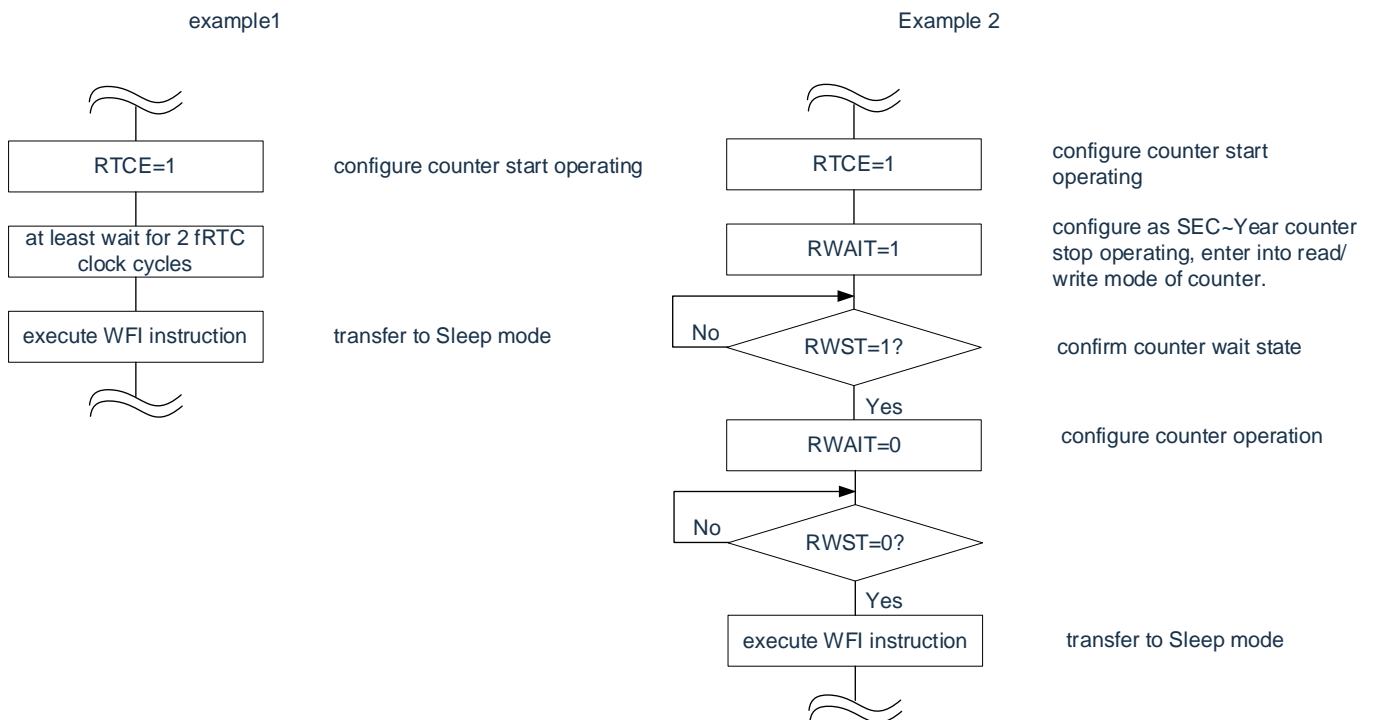 example1
RTCE=1
configure counter start operating
at least wait for 2 fRTC
clock cycles
execute WFI instruction
transfer to Sleep mode
Example 2
RTCE=1
configure counter start
operating
RWAIT=1
configure as SEC~Year counter
stop operating, enter into read/
write mode of counter.
No
RWST=1?
confirm counter wait state
Yes
RWAIT=0
configure counter operation
No
RWST=0?
Yes
execute WFI instruction
transfer to Sleep mode